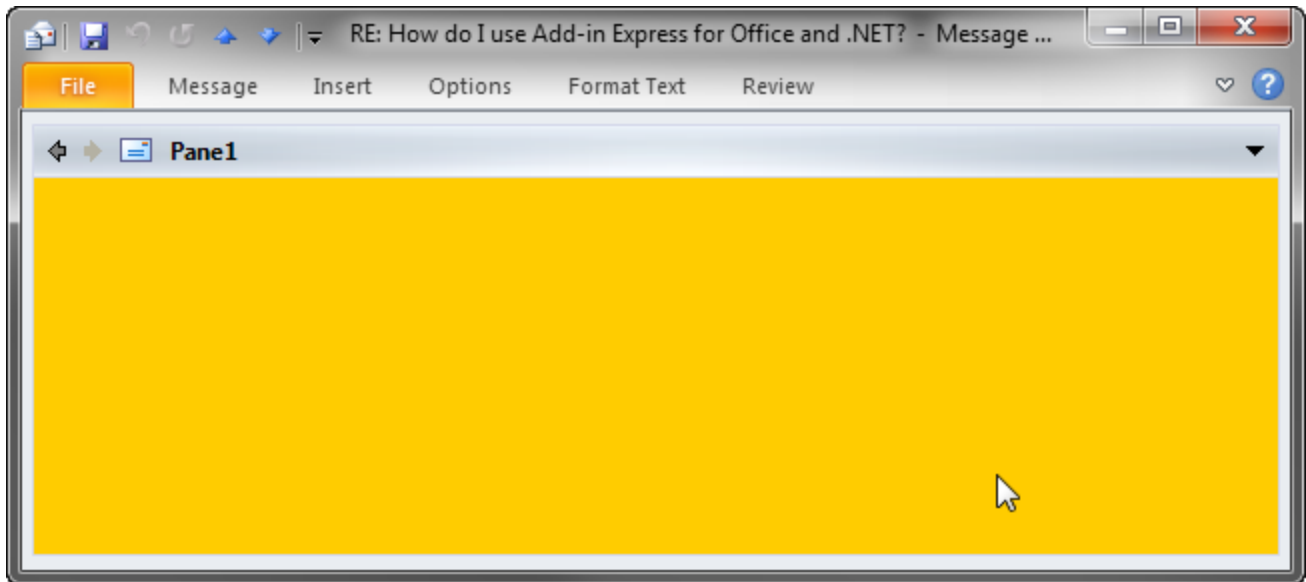 RE: How do I use Add-in Express for Office and .NET? - Message ...
File Message Insert Options Format Text Review
Pane1